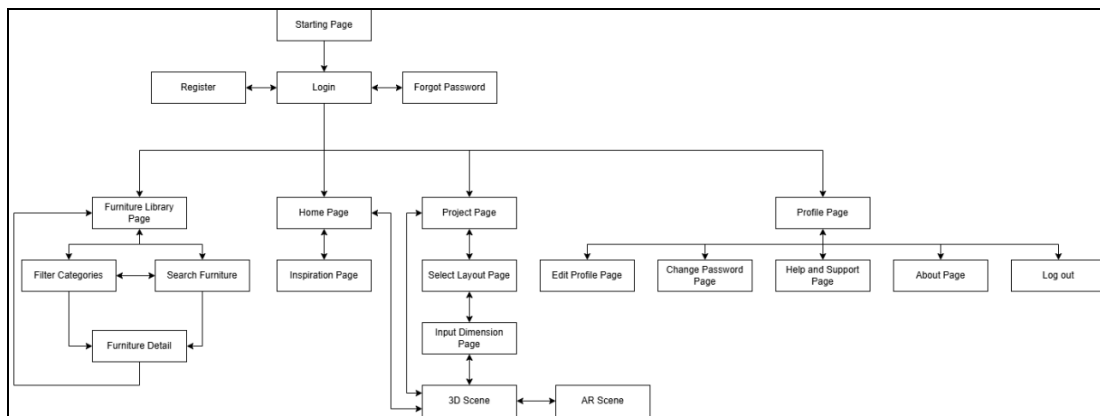 Starting Page
Register
Login
Forgot Password
Furniture Library
Page
Home Page
Project Page
Profile Page
Filter Categories
Search Furniture
Inspiration Page
Select Layout Page
Edit Profile Page
Change Password
Page
Help and Support
Page
About Page
Log out
Input Dimension
Page
Furniture Detail
3D Scene
AR Scene